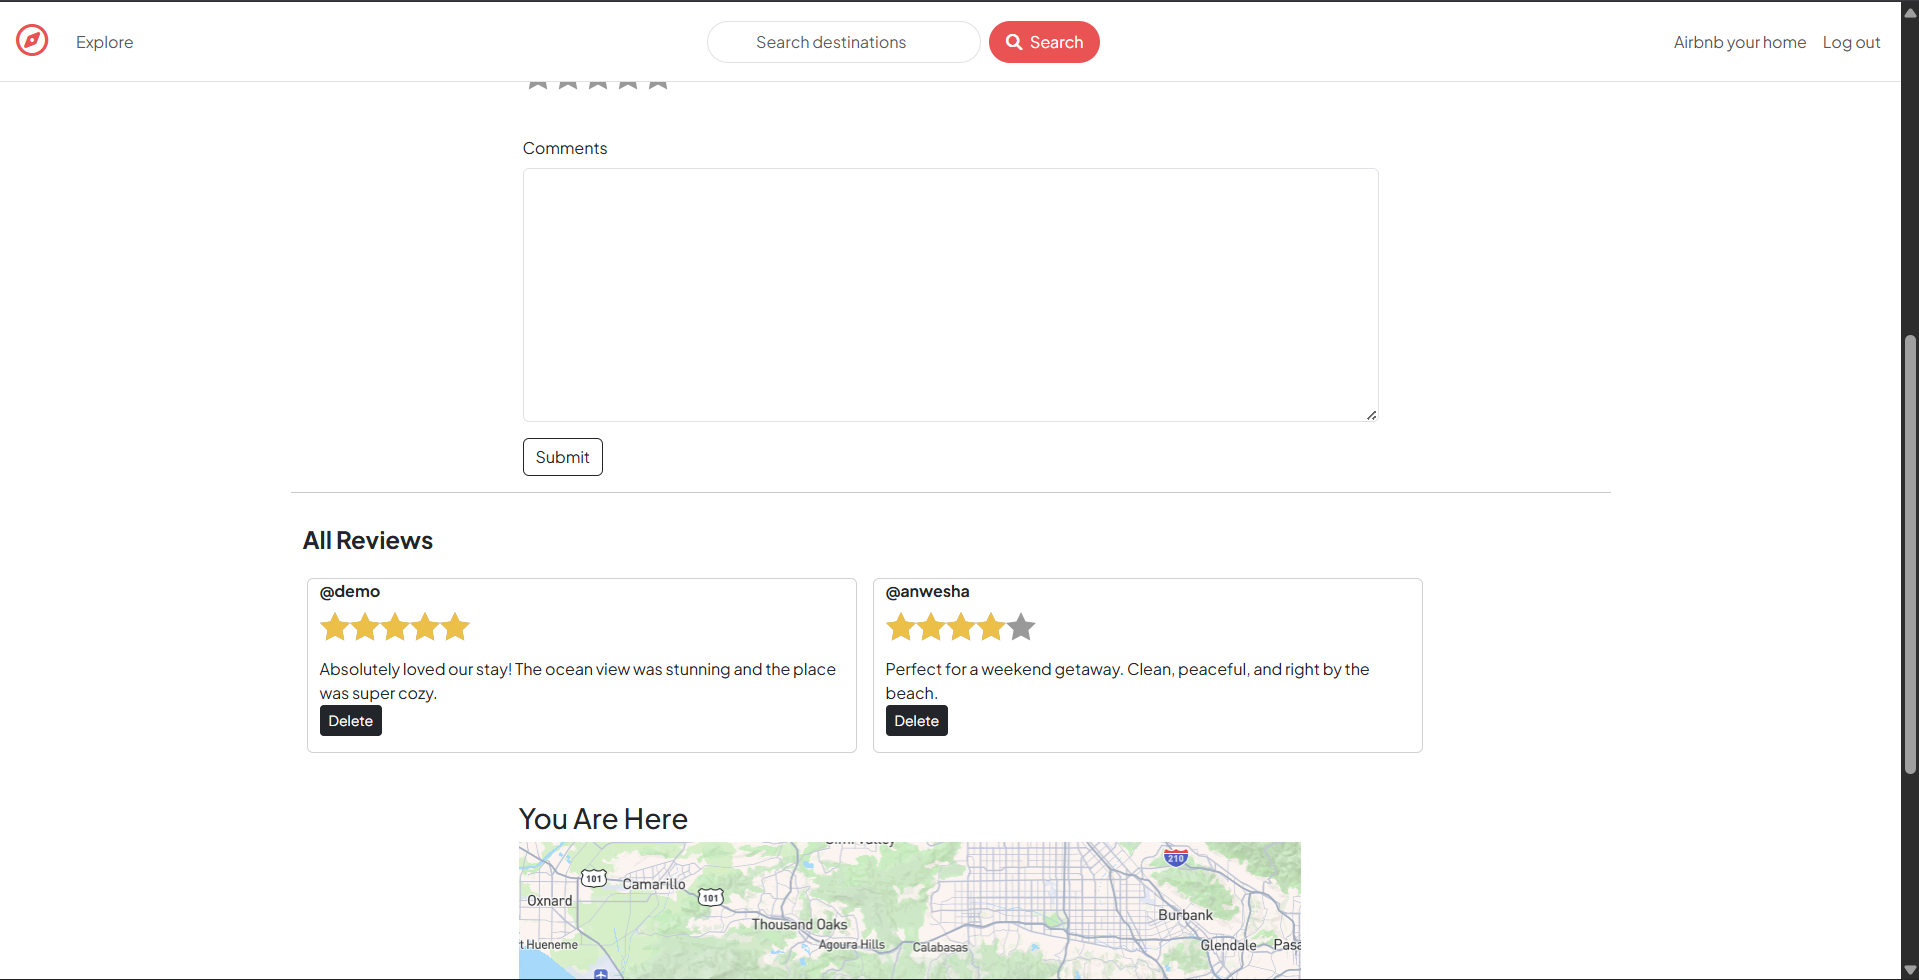 Explore
Search destinations
Search
Airbnb your home
Log out
Comments
Submit
All Reviews
@demo
Absolutely loved our stay! The ocean view was stunning and the place
was super cozy.
Delete
@anwesha
Perfect for a weekend getaway. Clean, peaceful, and right by the
beach.
Delete
You Are Here
210
101
Camarillo
101
Oxnard
Burbank
Thousand Oaks
Agoura Hills
Calabasas
t Hueneme
Glendale
Pasa